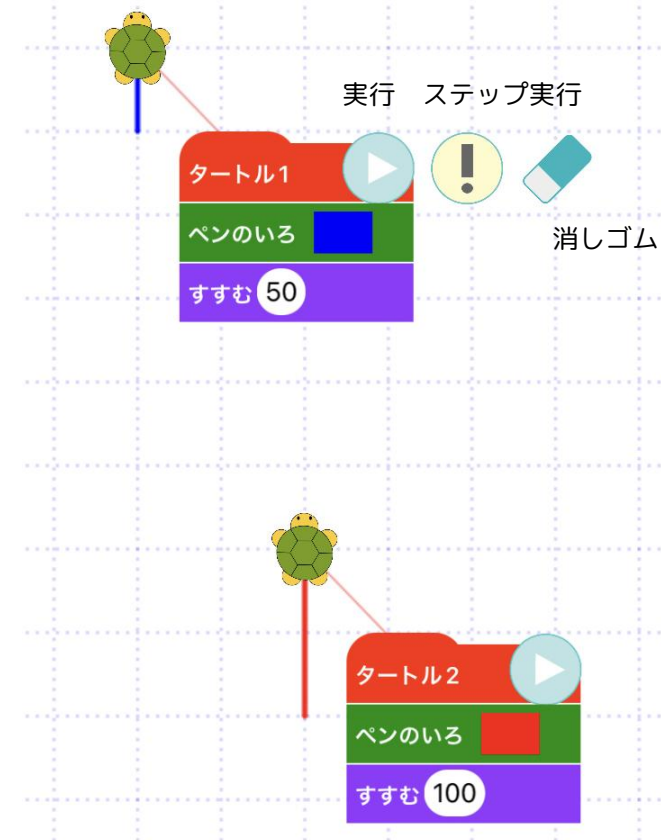 実行 ステップ実行
タートル1
消しゴム
ペンのいろ
すすむ 50
タートル2
ペンのいろ
すすむ 100